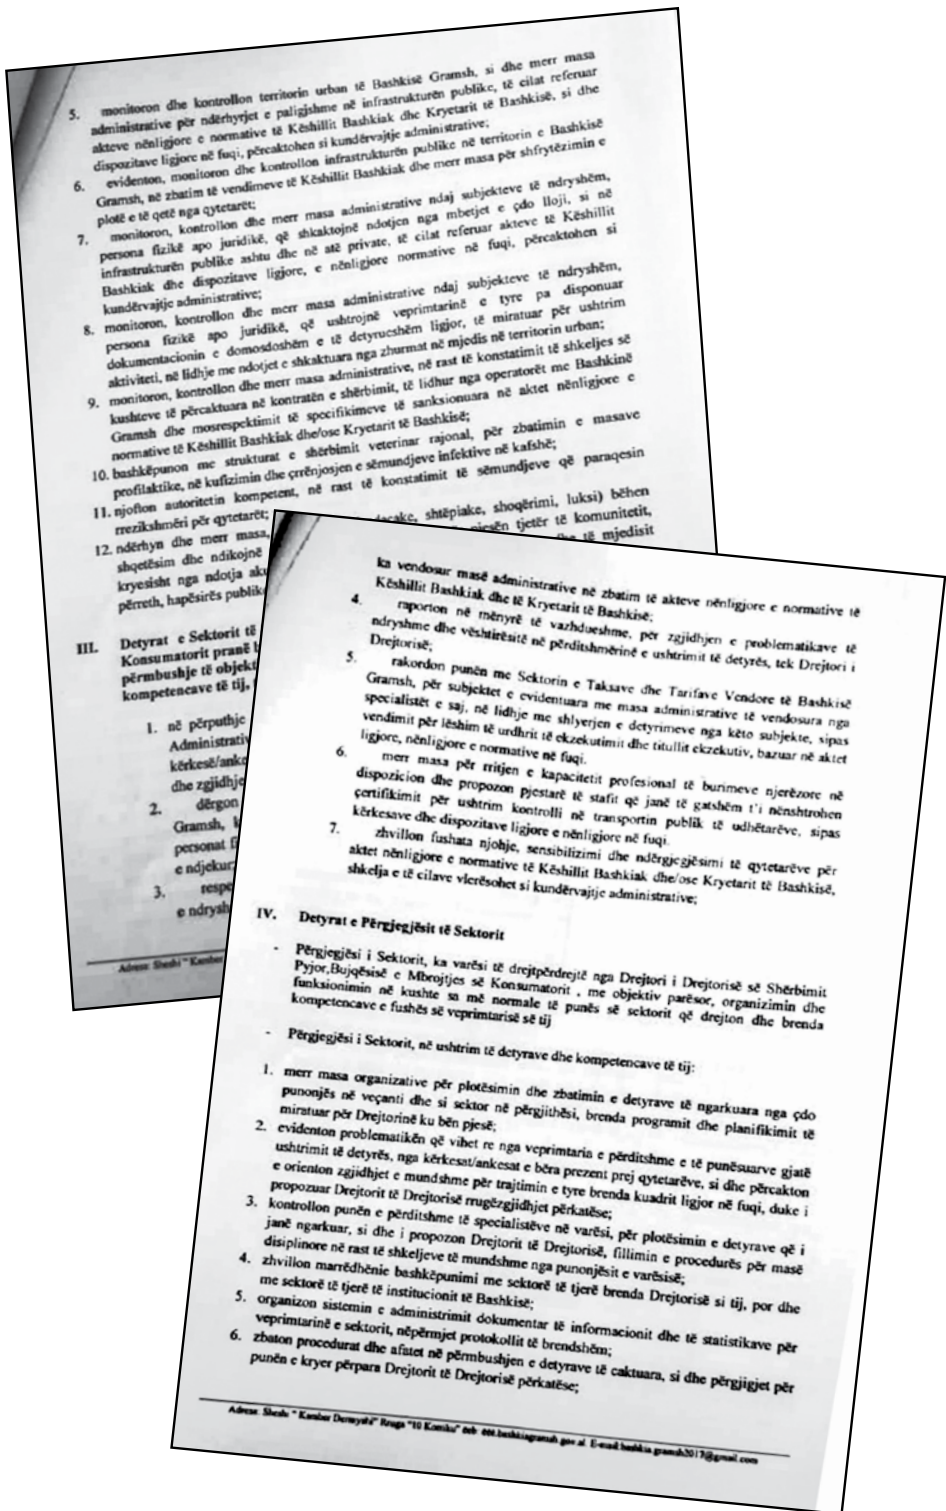 5. monitoron dhe kontrollon territorin urban të Bashkisë Gramsh, si dhe merr masa
administrative për ndërhyrjet e paligjshme në infrastrukturën publike, të cilat referuar
akteve nënligjore e normative të Këshillit Bashkiak dhe Kryetarit të Bashkisë, si dhe
dispozitave ligjore në fuqi, përcaktohen si kundërvajtje administrative;
6. evidenton, monitoron dhe kontrollon infrastrukturën publike në territorin e Bashkisë
Gramsh, në zbatim të vendimeve të Këshillit Bashkiak dhe merr masa për shfrytëzimin e
plotë e të qetë nga qytetarët;
7. monitoron, kontrollon dhe merr masa administrative ndaj subjekteve të ndryshëm,
persona fizikë apo juridikë, që shkaktojnë ndotjen nga mbetjet e çdo lloji, si në
infrastrukturën publike ashtu dhe në atë private, të cilat referuar akteve të Këshillit
Bashkiak dhe dispozitave ligjore, e nënligjore normative në fuqi, përcaktohen si
kundërvajtje administrative;
8. monitoron, kontrollon dhe merr masa administrative ndaj subjekteve të ndryshëm,
persona fizikë apo juridikë, që ushtrojnë veprimtarinë e tyre pa disponuar
dokumentacionin e domosdoshëm e të detyrueshëm ligjor, të miratuar për ushtrim
aktiviteti, në lidhje me ndotjet e shkaktuara nga zhurmat në mjedis në territorin urban;
9. monitoron, kontrollon dhe merr masa administrative, në rast të konstatimit të shkeljes së
kushteve të përcaktuara në kontratën e shërbimit, të lidhur nga operatorët me Bashkinë
Gramsh dhe mosrespektimit të specifikimeve të sanksionuara në aktet nënligjore e
normative të Këshillit Bashkiak dhe/ose Kryetarit të Bashkisë;
10. bashkëpunon me strukturat e shërbimit veterinar rajonal, për zbatimin e masave
profilaktike, në kufizimin dhe çrrënjosjen e sëmundjeve infektive në kafshë;
11. njofton autoritetin kompetent, në rast të konstatimit të sëmundjeve që paraqesin
rrezikshmëri për qytetarët;
12. ndërhyn dhe merr masa, shtëpiake, shoqërimi, luksi) bëhen
shqetësim dhe ndikojnë tjetër të komunitetit,
kryesisht nga ndotja të mjedisit
përreth, hapësirës
III. Detyrat e Sektorit të
Konsumatorit pranë
përmbushje të
kompetencave të tij,
1. në përputhje
dhe
2. dërgon
Gramsh,
personat
e
3.
e
Adresa: Sheshi " Kamber
ka vendosur masë administrative në zbatim të akteve nënligjore e normative të
Këshillit Bashkiak dhe të Kryetarit të Bashkisë;
4. raporton në mënyrë të vazhdueshme, për zgjidhjen e problematikave të
ndryshme dhe vështirësitë në përditshmërinë e ushtrimit të detyrës, tek Drejtori i
Drejtorisë;
5. rakordon punën me Sektorin e Taksave dhe Tarifave Vendore të Bashkisë
Gramsh, për subjektet e evidentuara me masa administrative të vendosura nga
specialistët e saj, në lidhje me shlyerjen e detyrimeve nga këto subjekte, sipas
vendimit për lëshim të urdhrit të ekzekutimit dhe titullit ekzekutiv, bazuar në aktet
ligjore, nënligjore e normative në fuqi.
6. merr masa për rritjen e kapacitetit profesional të burimeve njerëzore në
dispozicion dhe propozon pjestarë të stafit që janë të gatshëm t'i nënshtrohen
çertifikimit për ushtrim kontrolli në transportin publik të udhëtarëve, sipas
kërkesave dhe dispozitave ligjore e nënligjore në fuqi.
7. zhvillon fushata njohje, sensibilizimi dhe ndërgjegjësimi të qytetarëve për
aktet nënligjore e normative të Këshillit Bashkiak dhe/ose Kryetarit të Bashkisë,
shkelja e të cilave vlerësohet si kundërvajtje administrative;
IV. Detyrat e Përgjegjësit të Sektorit
- Përgjegjësi i Sektorit, ka varësi të drejtpërdrejtë nga Drejtori i Drejtorisë së Shërbimit
Pyjor,Bujqësisë e Mbrojtjes së Konsumatorit , me objektiv parësor, organizimin dhe
funksionimin në kushte sa më normale të punës së sektorit që drejton dhe brenda
kompetencave e fushës së veprimtarisë së tij
- Përgjegjësi i Sektorit, në ushtrim të detyrave dhe kompetencave të tij:
1. merr masa organizative për plotësimin dhe zbatimin e detyrave të ngarkuara nga çdo
punonjës në veçanti dhe si sektor në përgjithësi, brenda programit dhe planifikimit të
miratuar për Drejtorinë ku bën pjesë;
2. evidenton problematikën që vihet re nga veprimtaria e përditshme e të punësuarve gjatë
ushtrimit të detyrës, nga kërkesat/ankesat e bëra prezent prej qytetarëve, si dhe përcakton
e orienton zgjidhjet e mundshme për trajtimin e tyre brenda kuadrit ligjor në fuqi, duke i
propozuar Drejtorit të Drejtorisë rrugëzgjidhjet përkatëse;
3. kontrollon punën e përditshme të specialistëve në varësi, për plotësimin e detyrave që i
janë ngarkuar, si dhe i propozon Drejtorit të Drejtorisë, fillimin e procedurës për masë
disiplinore në rast të shkeljeve të mundshme nga punonjësit e varësisë;
4. zhvillon marrëdhënie bashkëpunimi me sektorë të tjerë brenda Drejtorisë si tij, por dhe
me sektorë të tjerë të institucionit të Bashkisë;
5. organizon sistemin e administrimit dokumentar të informacionit dhe të statistikave për
veprimtarinë e sektorit, nëpërmjet protokollit të brendshëm;
6. zbaton procedurat dhe afatet në përmbushjen e detyrave të caktuara, si dhe përgjigjet për
punën e kryer përpara Drejtorit të Drejtorisë përkatëse;
Adresa: Sheshi " Kamber Rruga "10 Korriku"